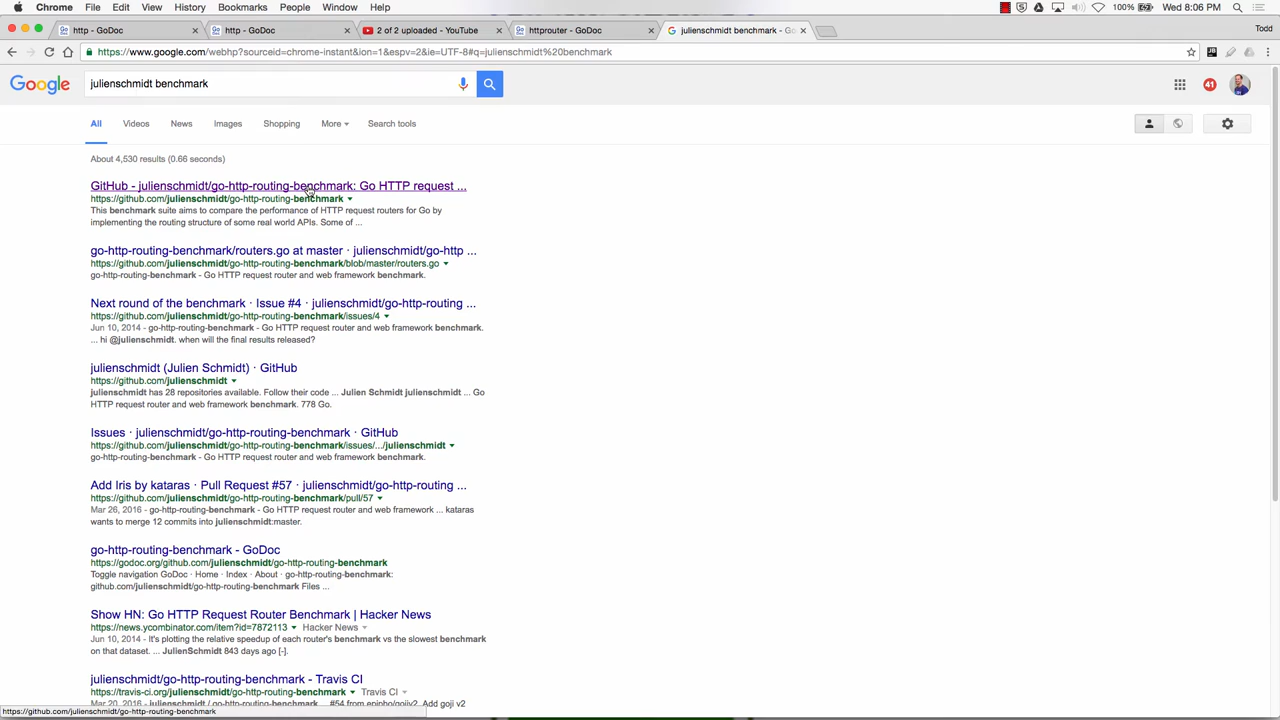 Chrome File Edit View History Bookmarks People Window Help 100% Wed 8:06 PM
http - GoDoc
http - GoDoc
2 of 2 uploaded - YouTube
httprouter - GoDoc
julienschmidt benchmark - Go
Todd
https://www.google.com/webhp?sourceid=chrome-instant&ion=1&espv=2&ie=UTF-8#q=julienschmidt%20benchmark
Google
julienschmidt benchmark
41
All Videos News Images Shopping More Search tools
About 4,530 results (0.66 seconds)
GitHub - julienschmidt/go-http-routing-benchmark: Go HTTP request ...
https://github.com/julienschmidt/go-http-routing-benchmark
This benchmark suite aims to compare the performance of HTTP request routers for Go by
implementing the routing structure of some real world APIs. Some of ...
go-http-routing-benchmark/routers.go at master · julienschmidt/go-http ...
https://github.com/julienschmidt/go-http-routing-benchmark/blob/master/routers.go
go-http-routing-benchmark - Go HTTP request router and web framework benchmark.
Next round of the benchmark · Issue #4 · julienschmidt/go-http-routing ...
https://github.com/julienschmidt/go-http-routing-benchmark/issues/4
Jun 10, 2014 - go-http-routing-benchmark - Go HTTP request router and web framework benchmark.
... hi @julienschmidt. when will the final results released?
julienschmidt (Julien Schmidt) · GitHub
https://github.com/julienschmidt
julienschmidt has 28 repositories available. Follow their code ... Julien Schmidt julienschmidt ... Go
HTTP request router and web framework benchmark. 778 Go.
Issues · julienschmidt/go-http-routing-benchmark · GitHub
https://github.com/julienschmidt/go-http-routing-benchmark/issues/.../julienschmidt
go-http-routing-benchmark - Go HTTP request router and web framework benchmark.
Add Iris by kataras · Pull Request #57 · julienschmidt/go-http-routing ...
https://github.com/julienschmidt/go-http-routing-benchmark/pull/57
Mar 26, 2016 - go-http-routing-benchmark - Go HTTP request router and web framework ... kataras
wants to merge 12 commits into julienschmidt:master.
go-http-routing-benchmark - GoDoc
https://godoc.org/github.com/julienschmidt/go-http-routing-benchmark
Toggle navigation GoDoc · Home · Index · About · go-http-routing-benchmark:
github.com/julienschmidt/go-http-routing-benchmark Files ...
Show HN: Go HTTP Request Router Benchmark | Hacker News
https://news.ycombinator.com/item?id=7872113 Hacker News
Jun 10, 2014 - It's plotting the relative speedup of each router's benchmark vs the slowest benchmark
on that dataset. ... JulienSchmidt 843 days ago [-].
julienschmidt/go-http-routing-benchmark - Travis CI
https://travis-ci.org/julienschmidt/go-http-routing-benchmark Travis CI
Mar 20, 2016 - julienschmidt / go-http-routing-benchmark ... #54 from epipho/gojiv2. Add goji v2
https://github.com/julienschmidt/go-http-routing-benchmark